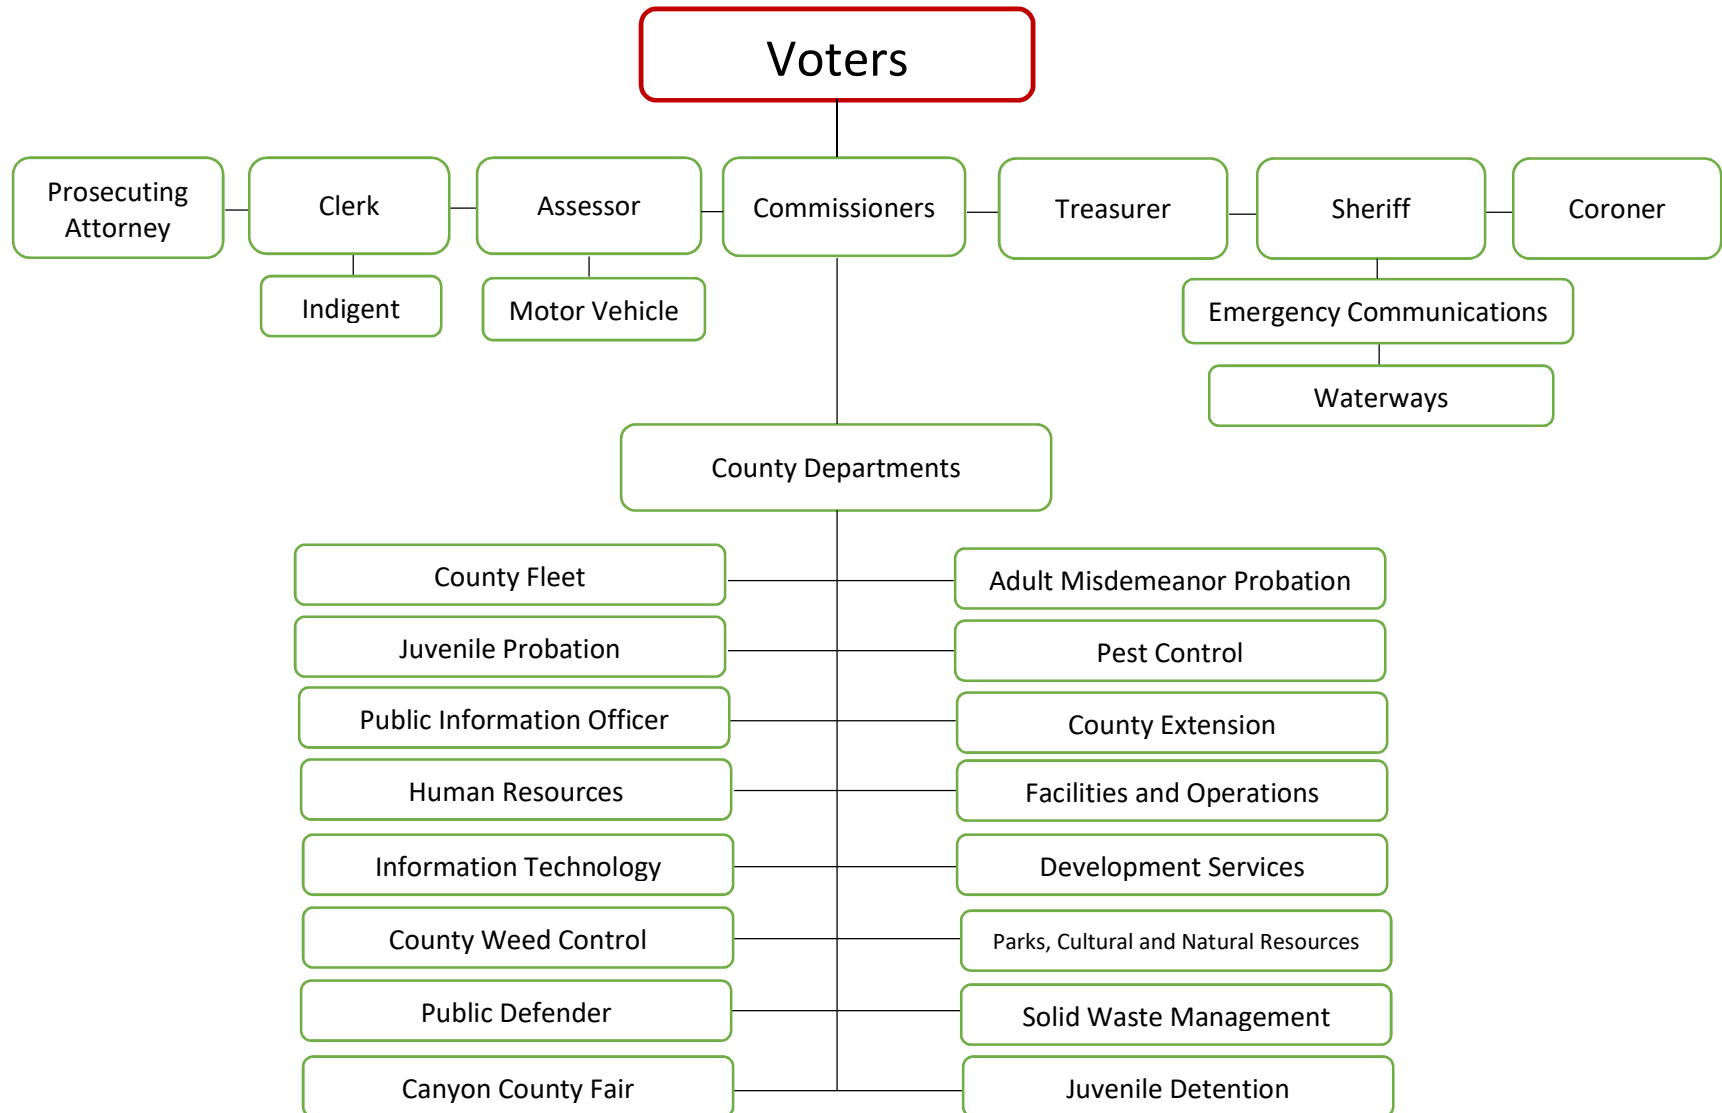 Voters
Prosecuting
Attorney
Clerk
Assessor
Commissioners
Treasurer
Sheriff
Coroner
Indigent
Motor Vehicle
Emergency Communications
Waterways
County Departments
County Fleet
Adult Misdemeanor Probation
Juvenile Probation
Pest Control
Public Information Officer
County Extension
Human Resources
Facilities and Operations
Information Technology
Development Services
County Weed Control
Parks, Cultural and Natural Resources
Public Defender
Solid Waste Management
Canyon County Fair
Juvenile Detention